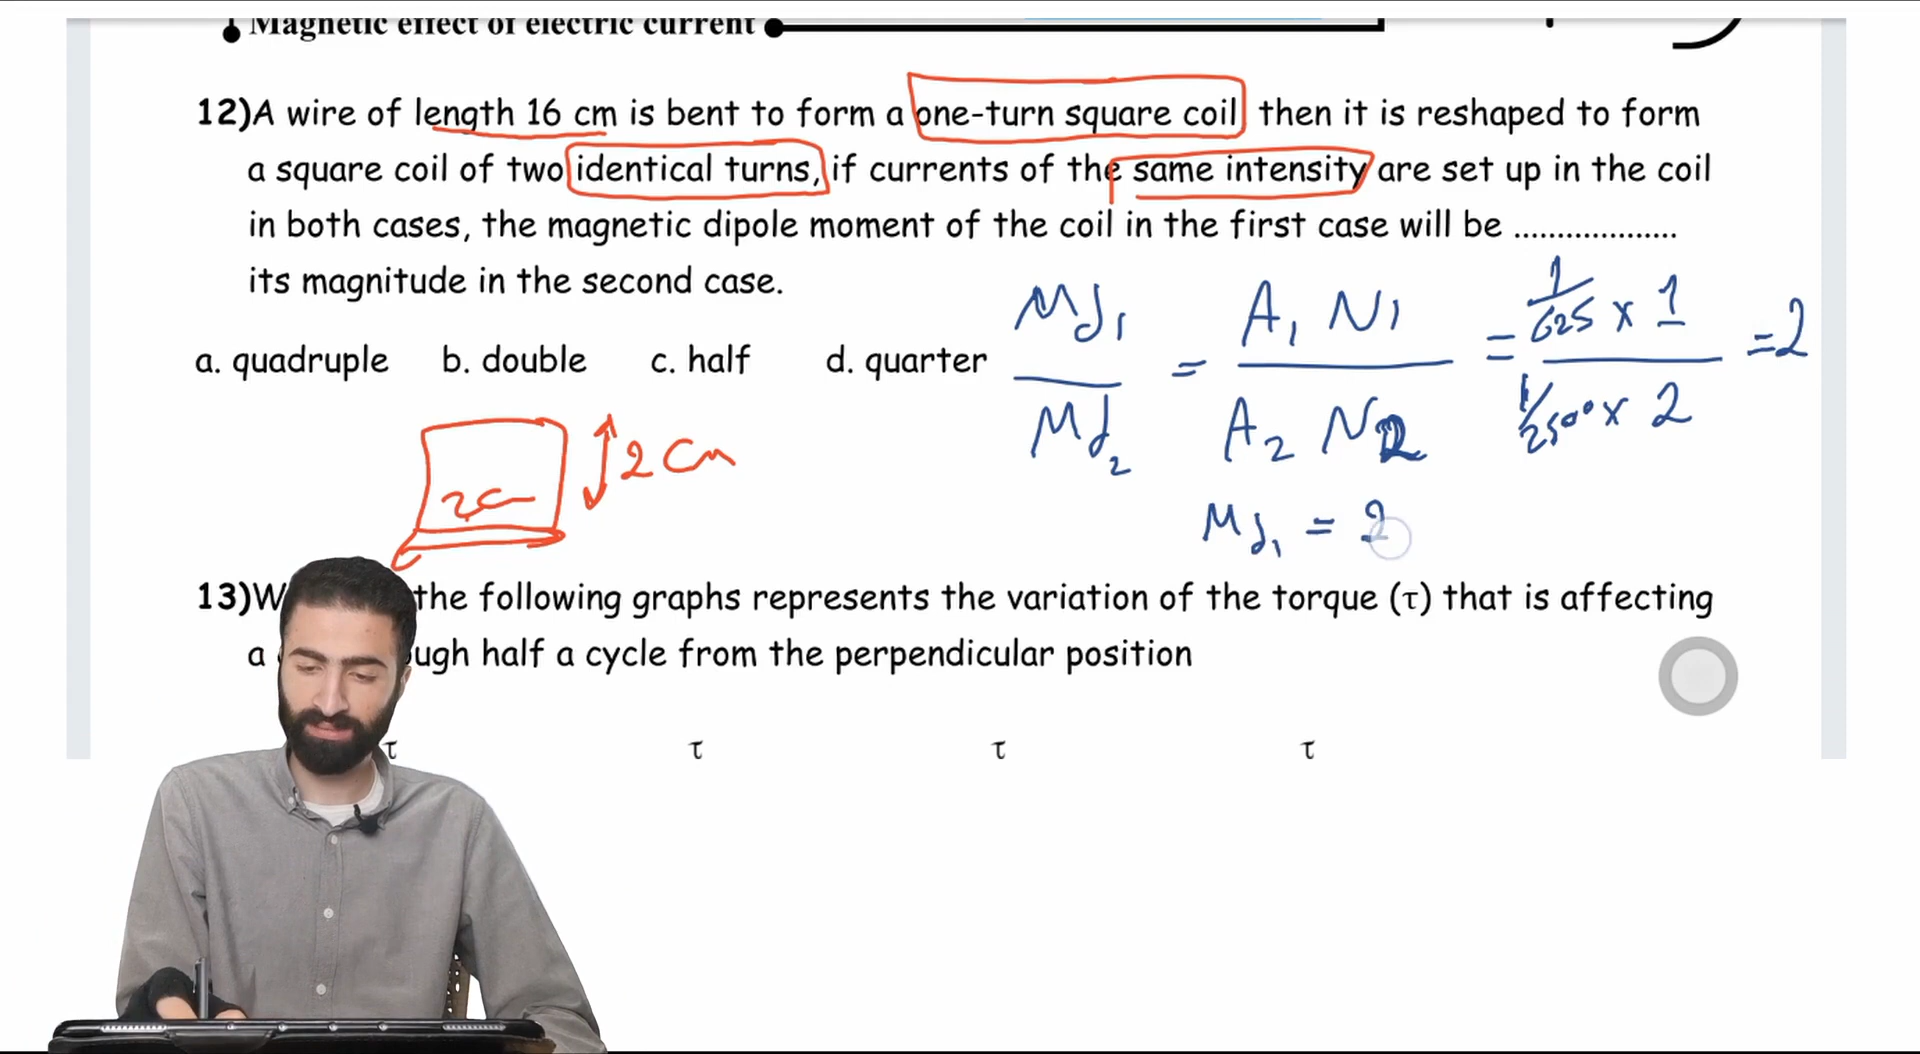 Magnetic effect of electric current
12)A wire of length 16 cm is bent to form a one-turn square coil then it is reshaped to form
a square coil of two identical turns, if currents of the same intensity are set up in the coil
in both cases, the magnetic dipole moment of the coil in the first case will be ...................
its magnitude in the second case.
a. quadruple b. double c. half d. quarter
Md1 / Md2 = A1 N1 / A2 N2 = 1/625 x 1 / 1/2500 x 2 = 2
2 cm
2 cm
Md1 = 2
13)W the following graphs represents the variation of the torque (τ) that is affecting
a ugh half a cycle from the perpendicular position
τ τ τ τ